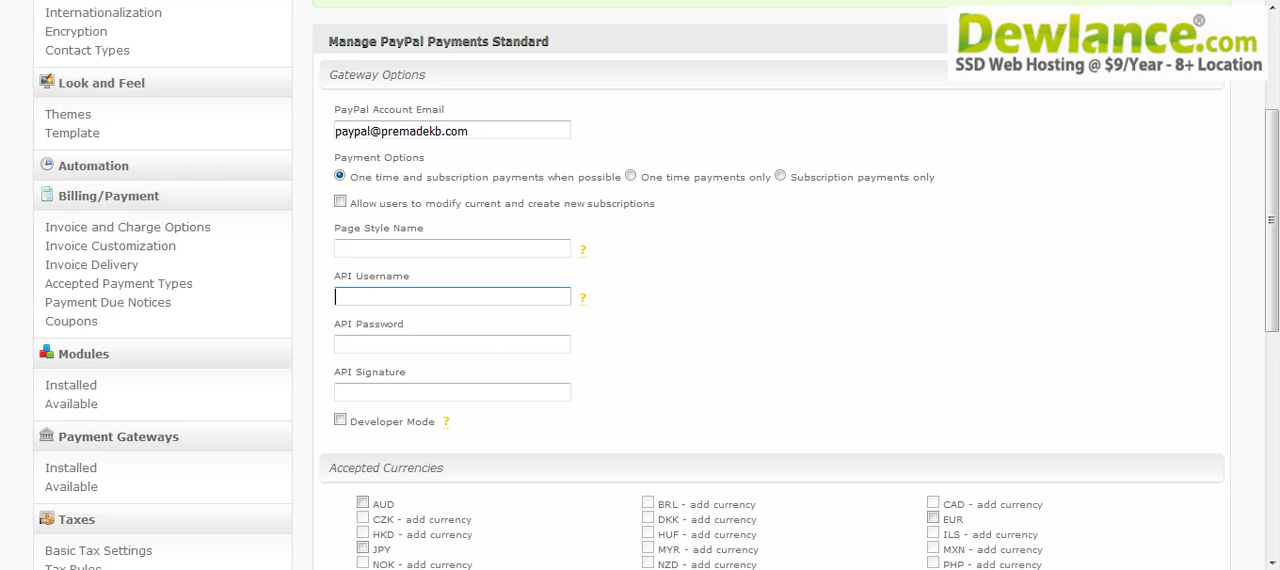 Internationalization
Encryption
Contact Types
Look and Feel
Themes
Template
Automation
Billing/Payment
Invoice and Charge Options
Invoice Customization
Invoice Delivery
Accepted Payment Types
Payment Due Notices
Coupons
Modules
Installed
Available
Payment Gateways
Installed
Available
Taxes
Basic Tax Settings
Tax Rules
Dewlance®.com
SSD Web Hosting @ $9/Year - 8+ Location
Manage PayPal Payments Standard
Gateway Options
PayPal Account Email
paypal@premadekb.com
Payment Options
One time and subscription payments when possible One time payments only Subscription payments only
Allow users to modify current and create new subscriptions
Page Style Name
?
API Username
?
API Password
API Signature
Developer Mode ?
Accepted Currencies
AUD BRL - add currency CAD - add currency
CZK - add currency DKK - add currency EUR
HKD - add currency HUF - add currency ILS - add currency
JPY MYR - add currency MXN - add currency
NOK - add currency NZD - add currency PHP - add currency